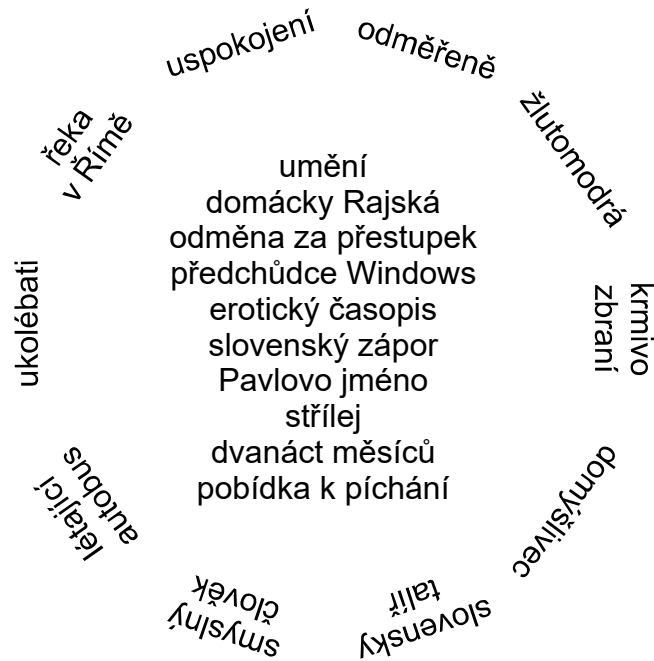 uspokojení
odměřeně
žlutomodrá
krmivo
zbraní
domýšlivec
slovensky
talíř
smyslný
člověk
létající
autobus
ukolébati
řeka
v Římě
umění
domácky Rajská
odměna za přestupek
předchůdce Windows
erotický časopis
slovenský zápor
Pavlovo jméno
střílej
dvanáct měsíců
pobídka k píchání